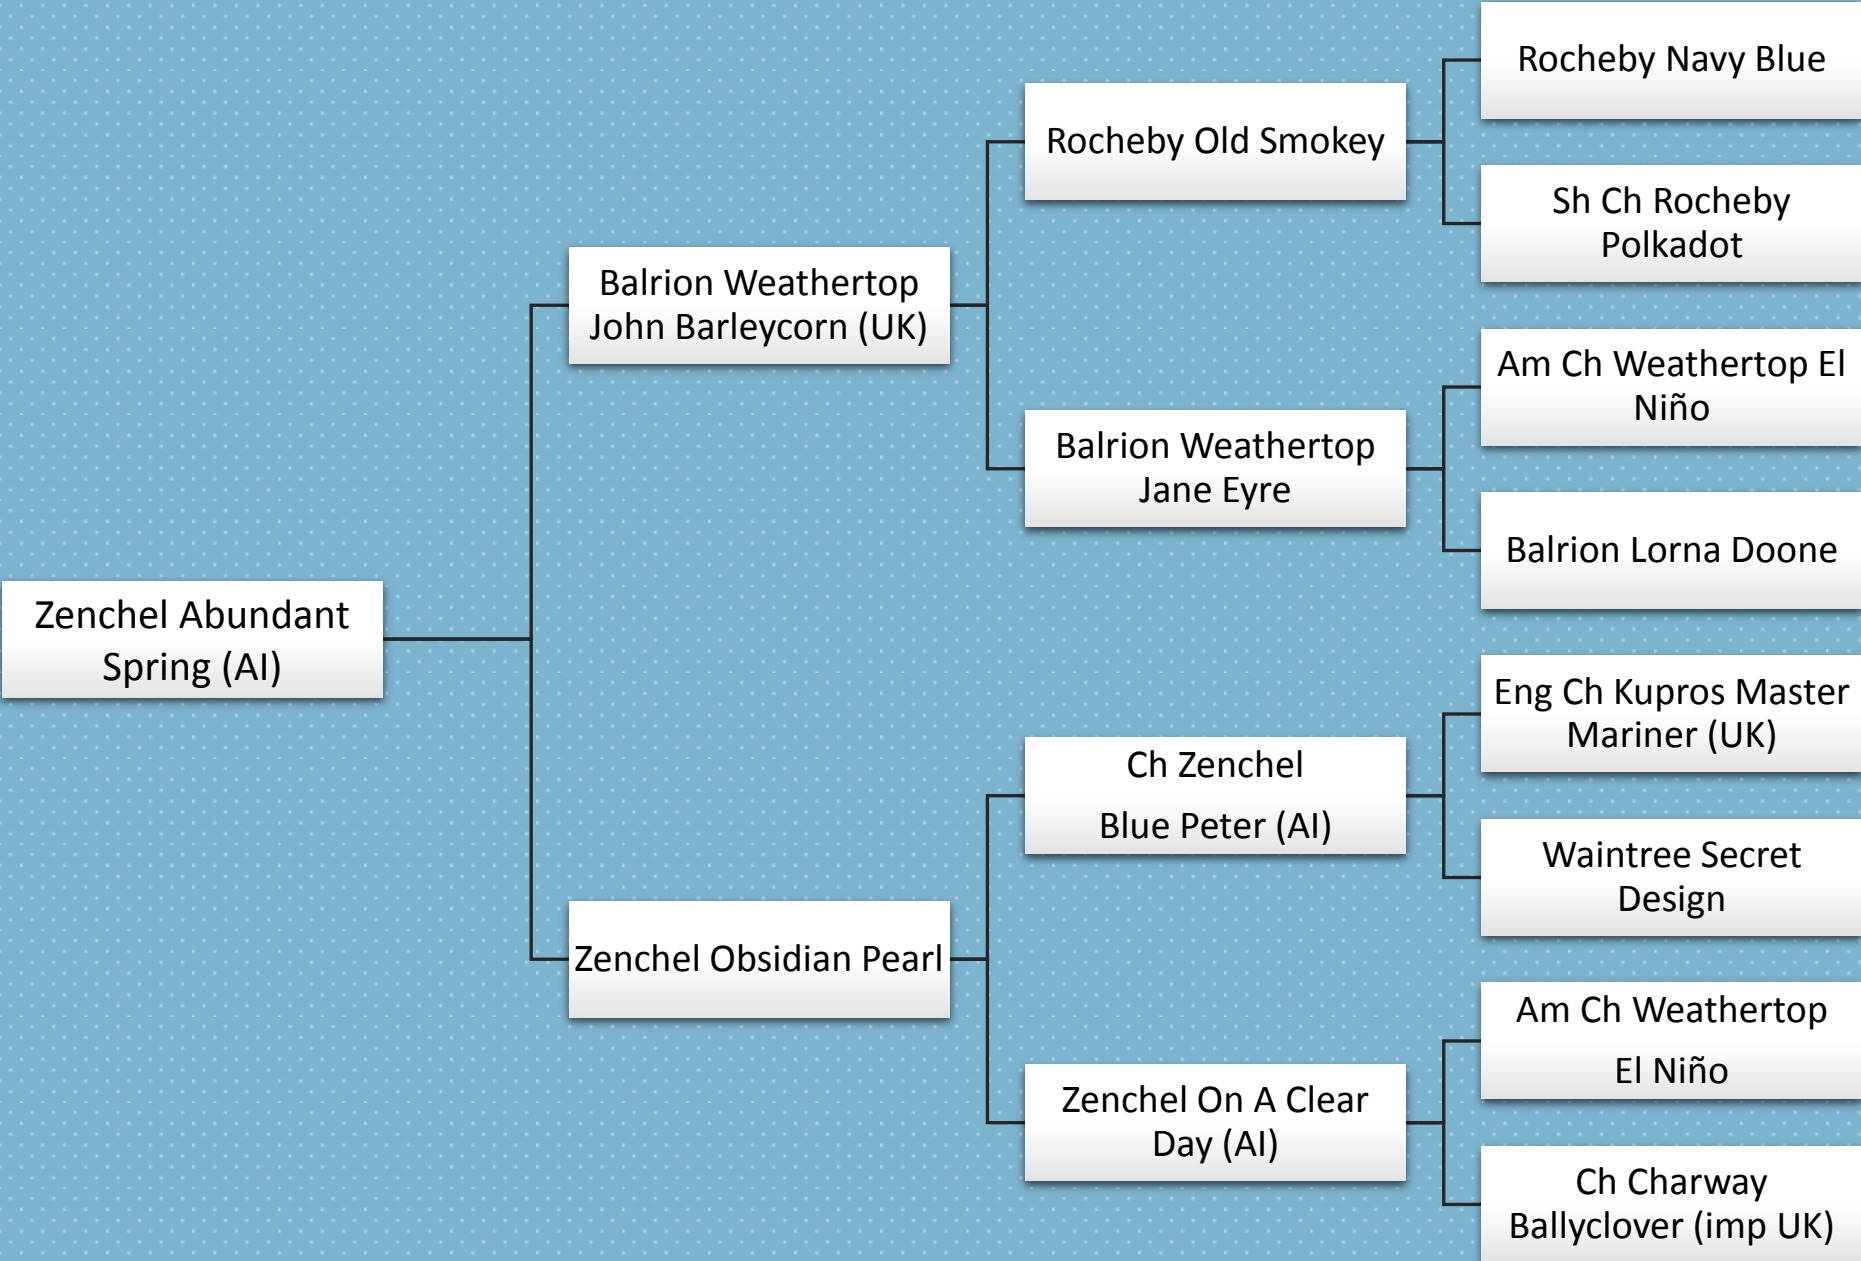 Zenchel Abundant
Spring (AI)
Balrion Weathertop
John Barleycorn (UK)
Zenchel Obsidian Pearl
Rocheby Old Smokey
Balrion Weathertop
Jane Eyre
Ch Zenchel
Blue Peter (AI)
Zenchel On A Clear
Day (AI)
Rocheby Navy Blue
Sh Ch Rocheby
Polkadot
Am Ch Weathertop El
Niño
Balrion Lorna Doone
Eng Ch Kupros Master
Mariner (UK)
Waintree Secret
Design
Am Ch Weathertop
El Niño
Ch Charway
Ballyclover (imp UK)